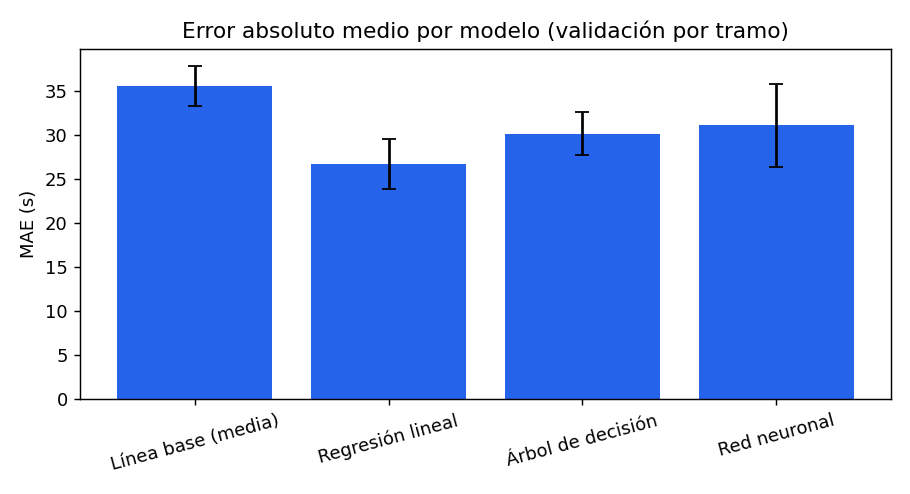 Error absoluto medio por modelo (validación por tramo)
MAE (s)
35
30
25
20
15
10
5
0
Línea base (media)
Regresión lineal
Árbol de decisión
Red neuronal